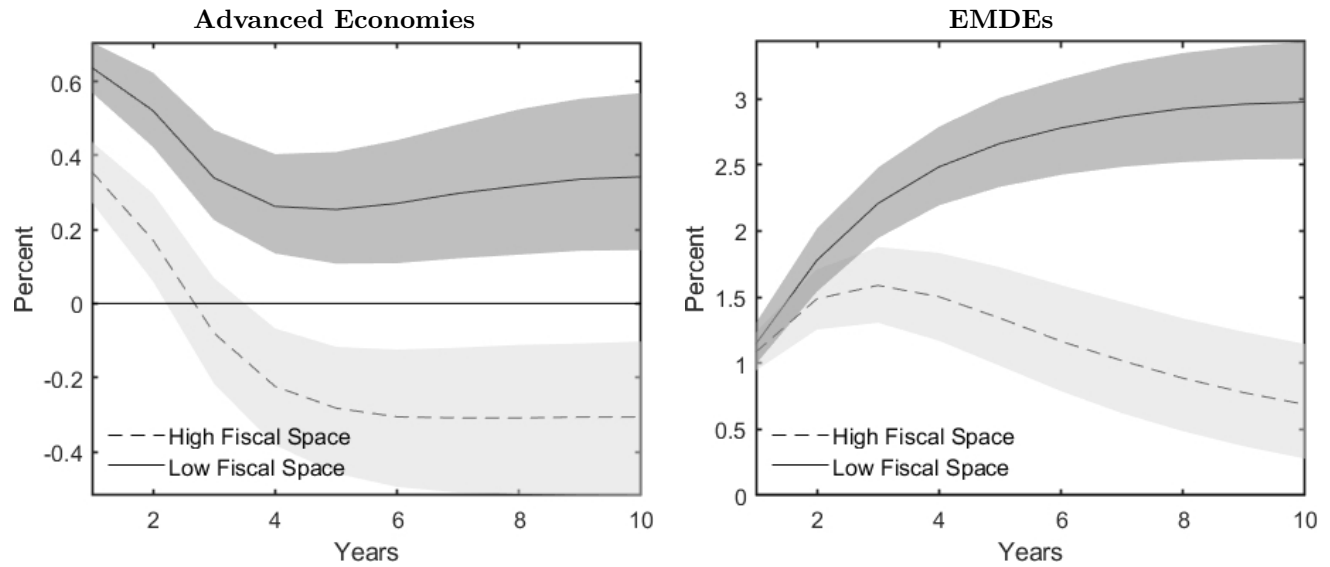 Advanced Economies
0.6
0.4
0.2
0
-0.2
-0.4
Percent
High Fiscal Space
Low Fiscal Space
2
4
6
8
10
Years
EMDEs
3
2.5
2
1.5
1
0.5
0
Percent
High Fiscal Space
Low Fiscal Space
2
4
6
8
10
Years